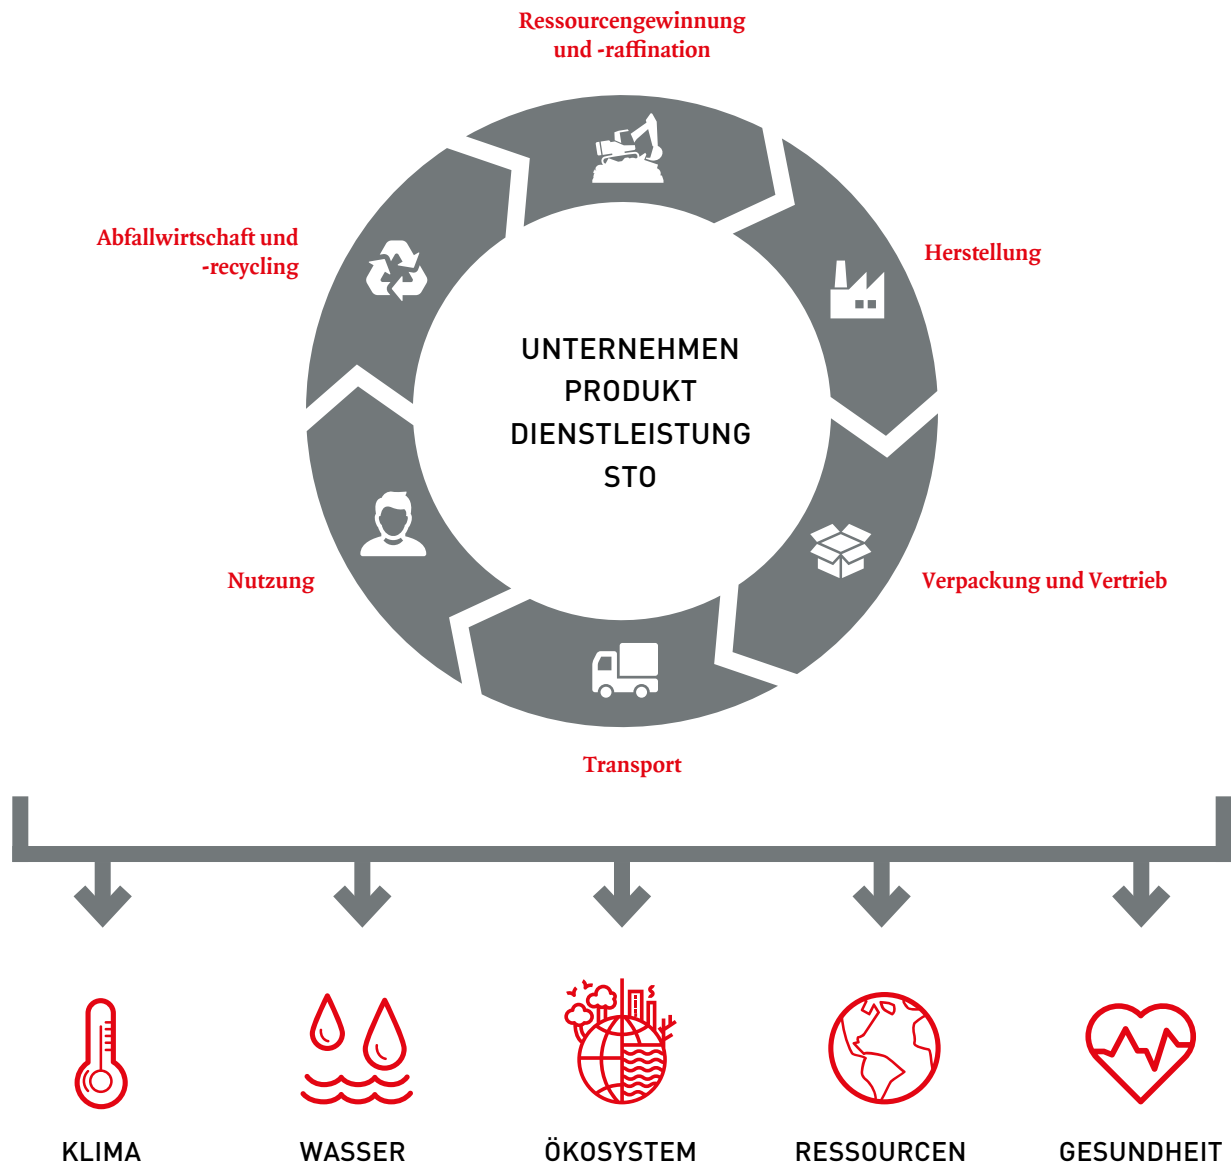 Ressourcengewinnung
und -raffination
Abfallwirtschaft und
-recycling
Herstellung
UNTERNEHMEN
PRODUKT
DIENSTLEISTUNG
STO
Nutzung
Verpackung und Vertrieb
Transport
KLIMA
WASSER
ÖKOSYSTEM
RESSOURCEN
GESUNDHEIT